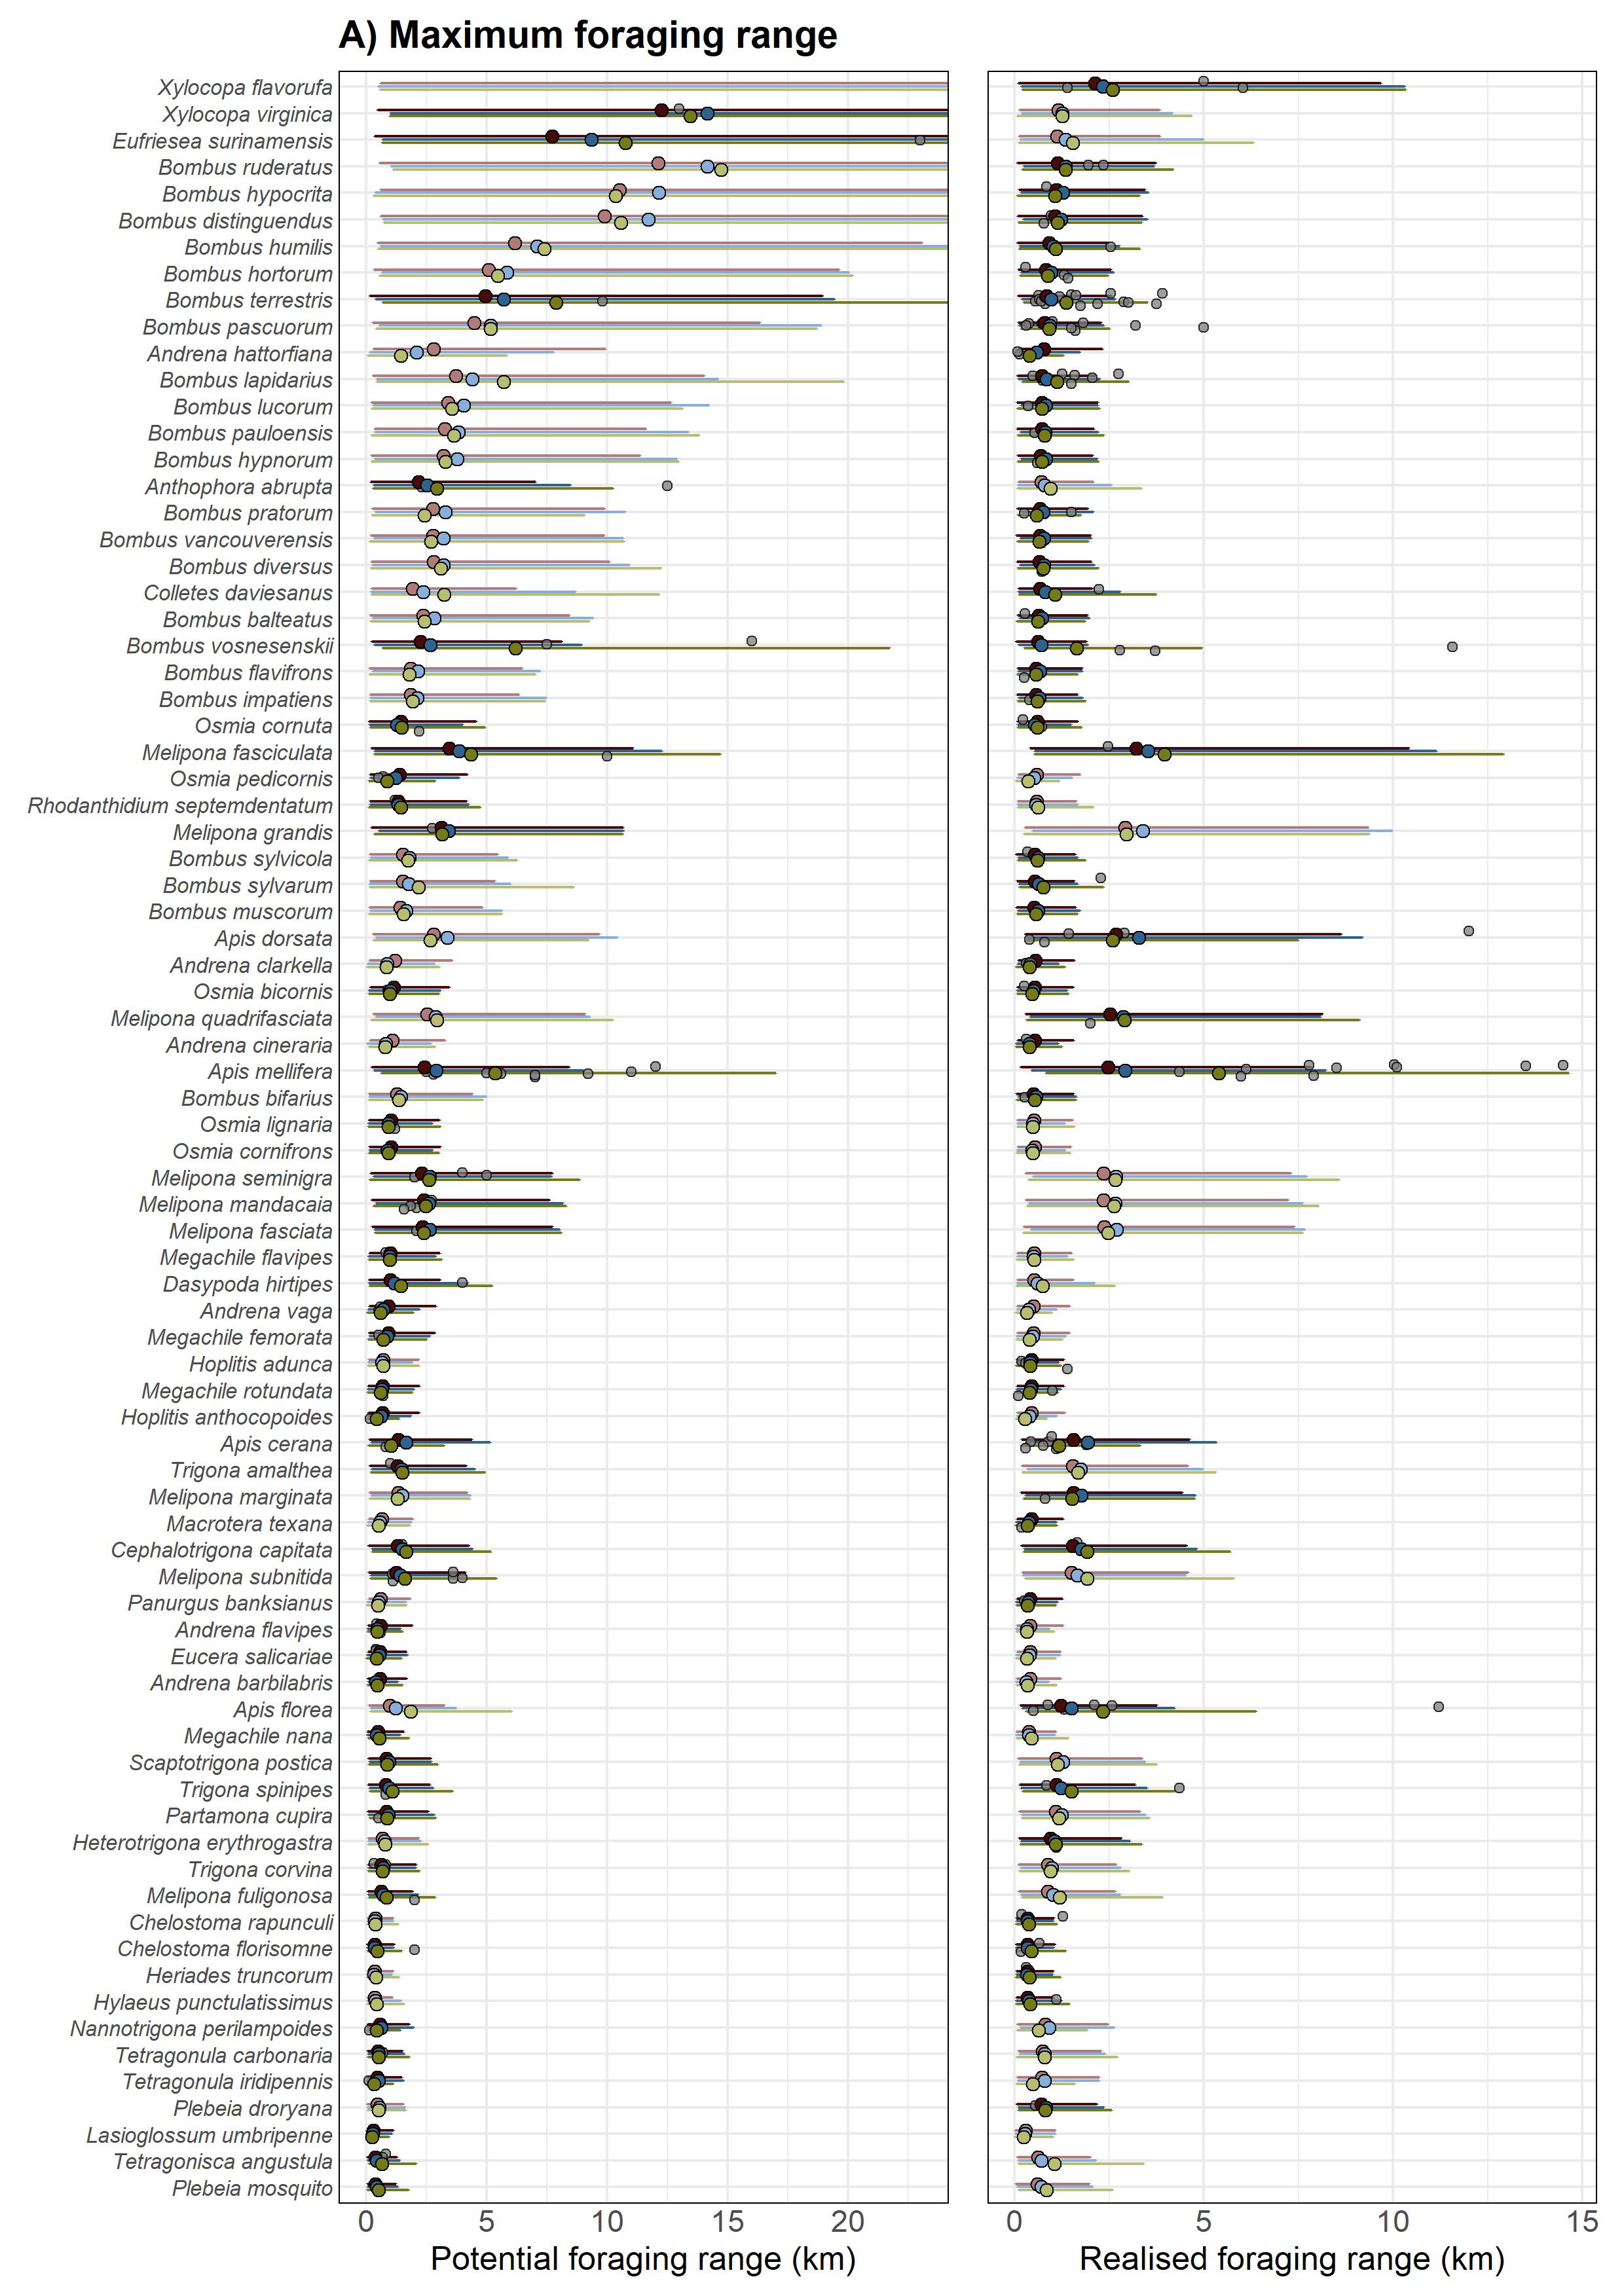 A) Maximum foraging range
Xylocopa flavorufa
Xylocopa virginica
Eufriesea surinamensis
Bombus ruderatus
Bombus hypocrita
Bombus distinguendus
Bombus humilis
Bombus hortorum
Bombus terrestris
Bombus pascuorum
Andrena hattorfiana
Bombus lapidarius
Bombus lucorum
Bombus pauloensis
Bombus hypnorum
Anthophora abrupta
Bombus pratorum
Bombus vancouverensis
Bombus diversus
Colletes daviesanus
Bombus balteatus
Bombus vosnesenskii
Bombus flavifrons
Bombus impatiens
Osmia cornuta
Melipona fasciculata
Osmia pedicornis
Rhodanthidium septemdentatum
Melipona grandis
Bombus sylvicola
Bombus sylvarum
Bombus muscorum
Apis dorsata
Andrena clarkella
Osmia bicornis
Melipona quadrifasciata
Andrena cineraria
Apis mellifera
Bombus bifarius
Osmia lignaria
Osmia cornifrons
Melipona seminigra
Melipona mandacaia
Melipona fasciata
Megachile flavipes
Dasypoda hirtipes
Andrena vaga
Megachile femorata
Hoplitis adunca
Megachile rotundata
Hoplitis anthocopoides
Apis cerana
Trigona amalthea
Melipona marginata
Macrotera texana
Cephalotrigona capitata
Melipona subnitida
Panurgus banksianus
Andrena flavipes
Eucera salicariae
Andrena barbilabris
Apis florea
Megachile nana
Scaptotrigona postica
Trigona spinipes
Partamona cupira
Heterotrigona erythrogastra
Trigona corvina
Melipona fuligonosa
Chelostoma rapunculi
Chelostoma florisomne
Heriades truncorum
Hylaeus punctulatissimus
Nannotrigona perilampoides
Tetragonula carbonaria
Tetragonula iridipennis
Plebeia droryana
Lasioglossum umbripenne
Tetragonisca angustula
Plebeia mosquito
0 5 10 15 20
0 5 10 15
Potential foraging range (km)
Realised foraging range (km)